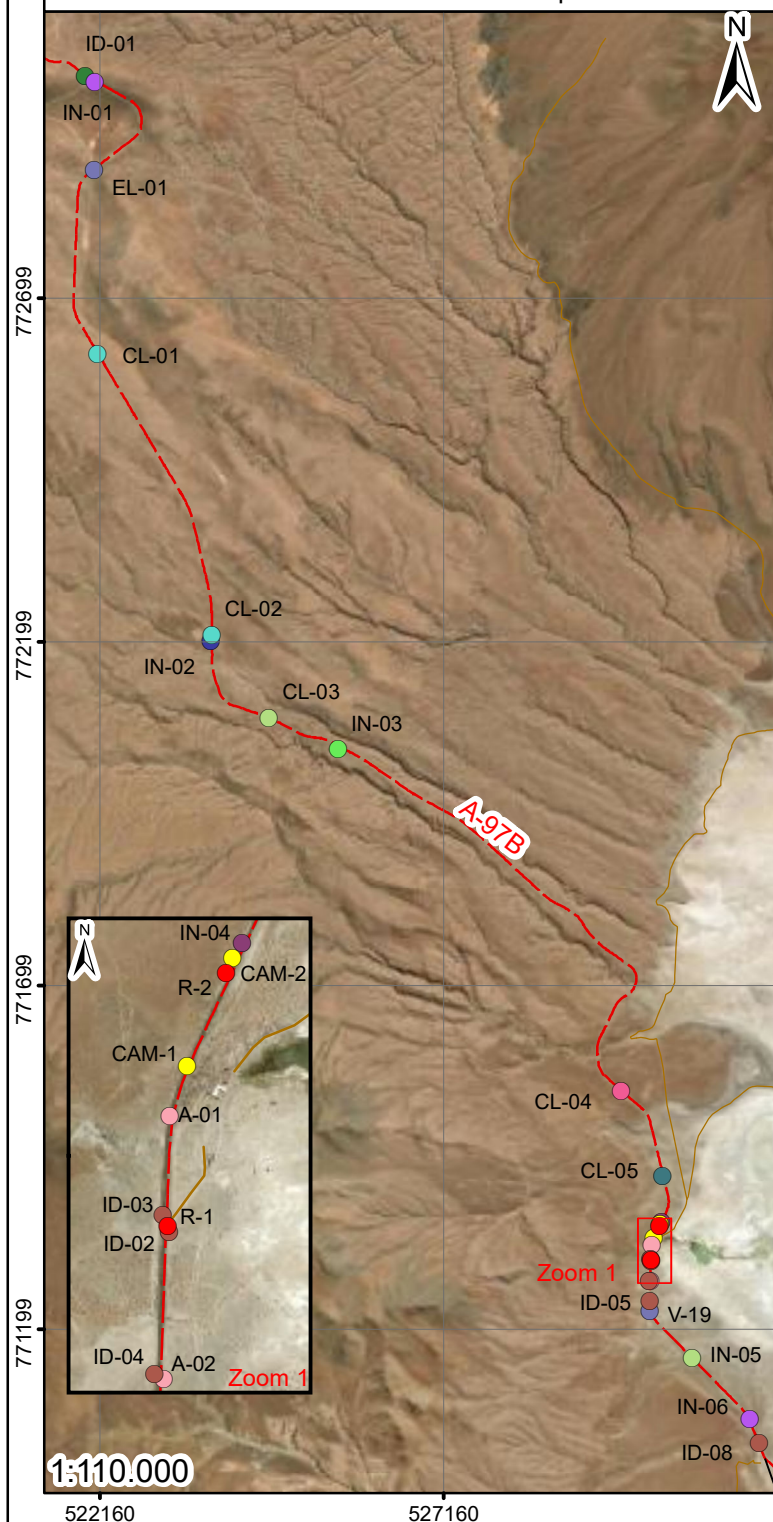 N
ID-01
IN-01
EL-01
772699
CL-01
CL-02
772199
IN-02
CL-03
IN-03
A-97B
N
IN-04
CAM-2
R-2
771699
CAM-1
CL-04
A-01
CL-05
ID-03
R-1
ID-02
Zoom 1
ID-05
V-19
771199
IN-05
ID-04
A-02
Zoom 1
IN-06
ID-08
1:110.000
522160
527160